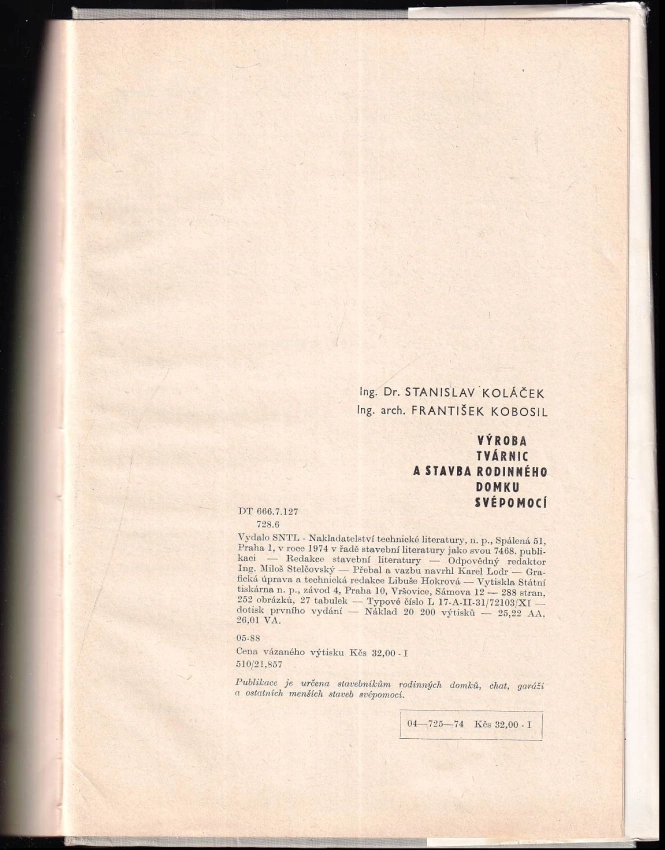 Ing. Dr. STANISLAV KOLÁČEK
Ing. arch. FRANTIŠEK KOBOSIL
VÝROBA
TVÁRNIC
A STAVBA RODINNÉHO
DOMKU
SVÉPOMOCÍ
DT 666.7.127
728.6
Vydalo SNTL - Nakladatelství technické literatury, n. p., Spálená 51,
Praha 1, v roce 1974 v řadě stavební literatury jako svou 7468. publi-
kaci — Redakce stavební literatury — Odpovědný redaktor
Ing. Miloš Stelčovský — Přebal a vazbu navrhl Karel Lodr — Gra-
fická úprava a technická redakce Libuše Hokrová — Vytiskla Státní
tiskárna n. p., závod 4, Praha 10, Vršovice, Sámova 12 — 288 stran,
252 obrázků, 27 tabulek — Typové číslo L 17-A-II-31/72103/XI —
dotisk prvního vydání — Náklad 20 200 výtisků — 25,22 AA,
26,01 VA.
05-88
Cena vázaného výtisku Kčs 32,00 - I
510/21,857
Publikace je určena stavebníkům rodinných domků, chat, garáží
a ostatních menších staveb svépomocí.
04—725—74 Kčs 32,00 - I